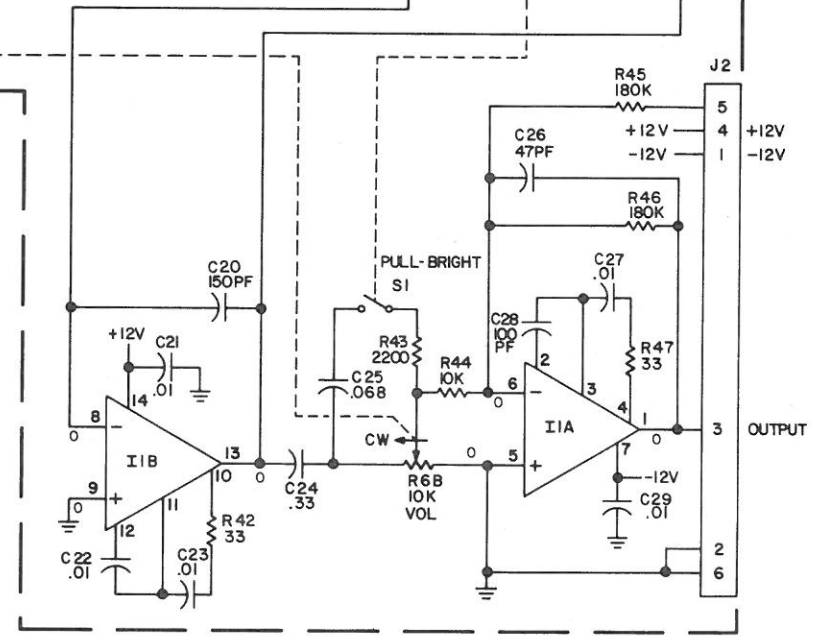 J2
R45
180K
5
+12V
4
+12V
-12V
1
-12V
C26
47PF
R46
180K
PULL-BRIGHT
S1
C20
150PF
C27
.01
+12V
C21
.01
14
C28
100
PF
2
R43
2200
R44
10K
R47
33
C25
.068
6
-
0
3
4
I1A
1
0
3
OUTPUT
8
-
0
I1B
13
0
10
CW
0
5
+
7
-12V
9
+
0
11
12
C24
.33
R6B
10K
VOL
C29
.01
R42
33
C22
.01
C23
.01
2
6